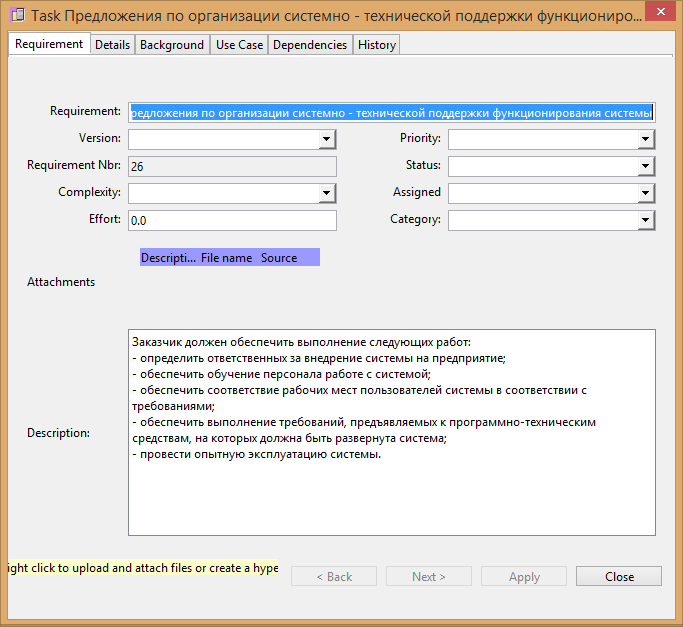 Task Предложения по организации системно - технической поддержки функциониро...
Requirement Details Background Use Case Dependencies History
Requirement: редложения по организации системно - технической поддержки функционирования системы
Version: Priority:
Requirement Nbr: 26 Status:
Complexity: Assigned
Effort: 0.0 Category:
Descripti... File name Source
Attachments
Заказчик должен обеспечить выполнение следующих работ:
- определить ответственных за внедрение системы на предприятие;
- обеспечить обучение персонала работе с системой;
- обеспечить соответствие рабочих мест пользователей системы в соответствии с
требованиями;
- обеспечить выполнение требований, предъявляемых к программно-техническим
средствам, на которых должна быть развернута система;
- провести опытную эксплуатацию системы.
Description:
ight click to upload and attach files or create a hype
< Back Next > Apply Close